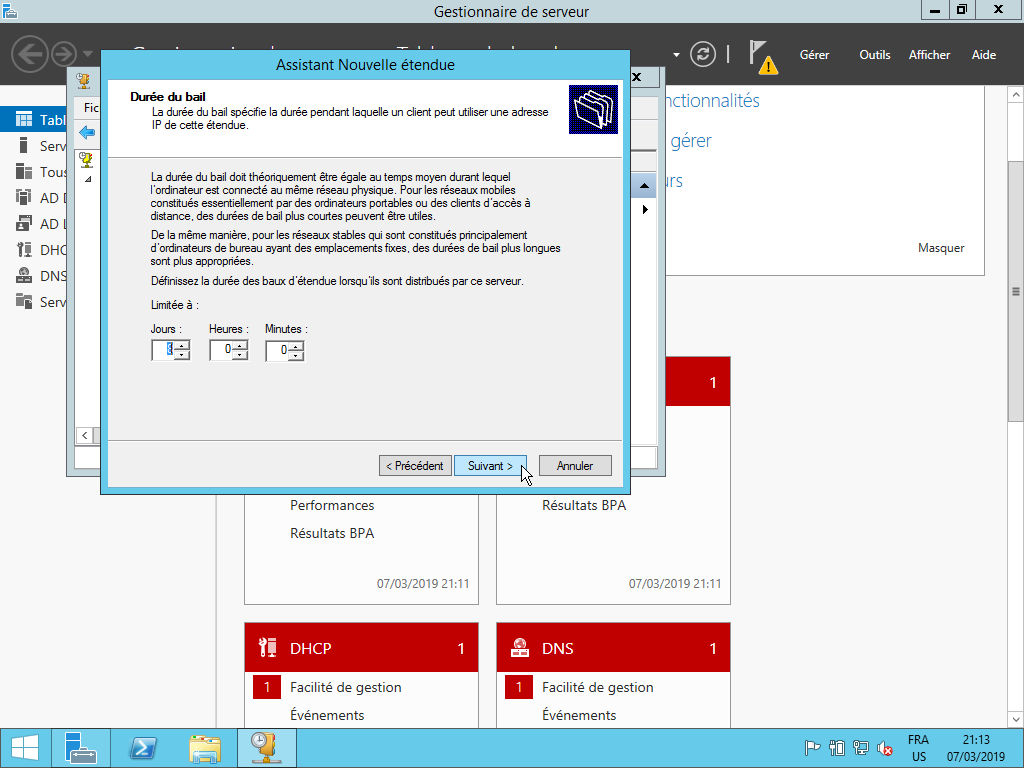 Gestionnaire de serveur
Gérer
Outils
Afficher
Aide
Assistant Nouvelle étendue
Durée du bail
La durée du bail spécifie la durée pendant laquelle un client peut utiliser une adresse
IP de cette étendue.
La durée du bail doit théoriquement être égale au temps moyen durant lequel
l'ordinateur est connecté au même réseau physique. Pour les réseaux mobiles
constitués essentiellement par des ordinateurs portables ou des clients d'accès à
distance, des durées de bail plus courtes peuvent être utiles.
De la même manière, pour les réseaux stables qui sont constitués principalement
d'ordinateurs de bureau ayant des emplacements fixes, des durées de bail plus longues
sont plus appropriées.
Définissez la durée des baux d'étendue lorsqu'ils sont distribués par ce serveur.
Limitée à :
Jours :
Heures :
Minutes :
0
0
< Précédent
Suivant >
Annuler
Fic
Tabl
Serv
Tous
AD D
AD L
DHC
DNS
Serv
nctionnalités
gérer
urs
Masquer
1
Performances
Résultats BPA
07/03/2019 21:11
Résultats BPA
07/03/2019 21:11
DHCP 1
1 Facilité de gestion
Événements
DNS 1
1 Facilité de gestion
Événements
FRA
US
21:13
07/03/2019